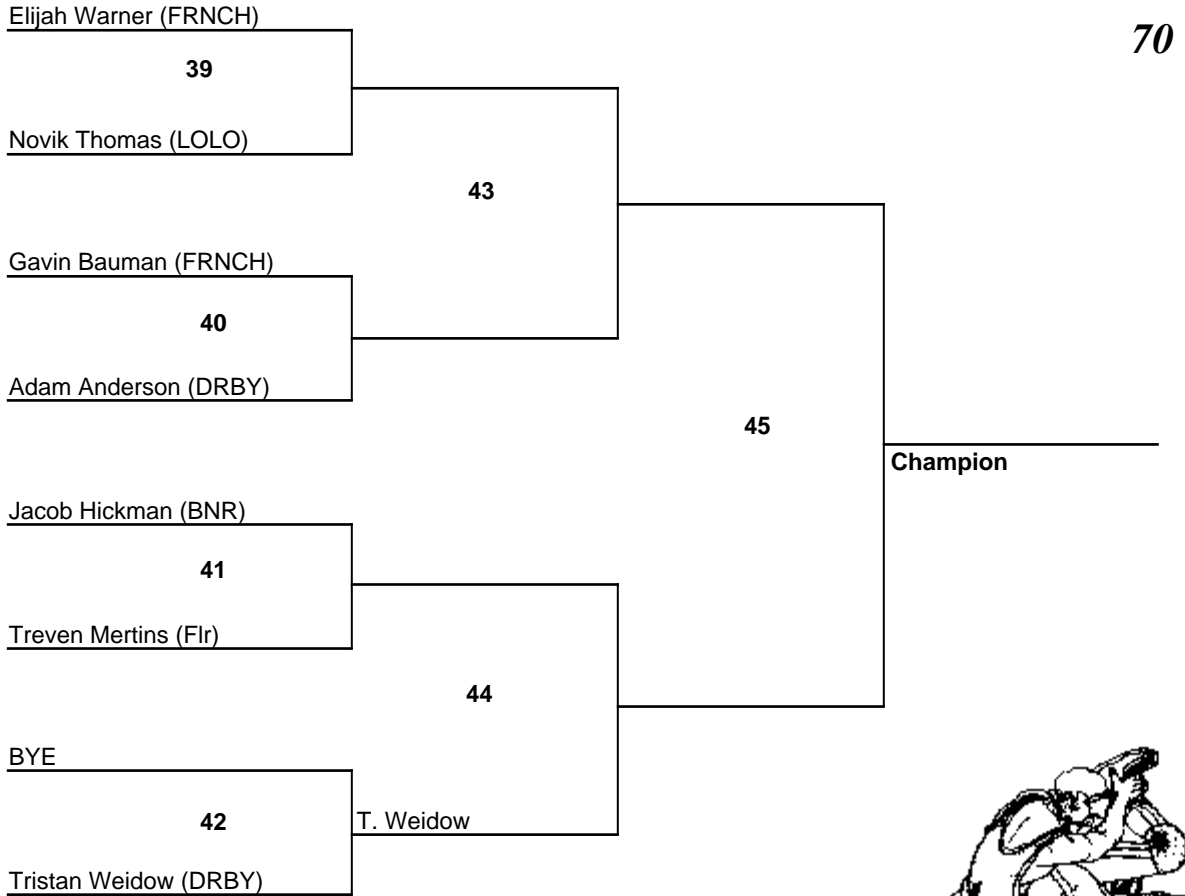 Elijah Warner (FRNCH)
70
39
Novik Thomas (LOLO)
43
Gavin Bauman (FRNCH)
40
Adam Anderson (DRBY)
45
Champion
Jacob Hickman (BNR)
41
Treven Mertins (Flr)
44
BYE
42
T. Weidow
Tristan Weidow (DRBY)